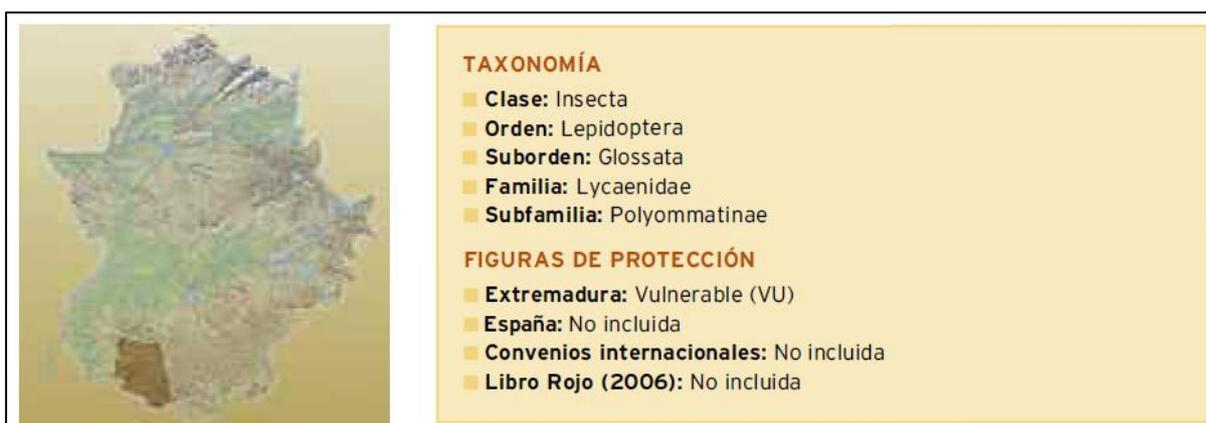 TAXONOMÍA
Clase: Insecta
Orden: Lepidoptera
Suborden: Glossata
Familia: Lycaenidae
Subfamilia: Polyommatinae
FIGURAS DE PROTECCIÓN
Extremadura: Vulnerable (VU)
España: No incluida
Convenios internacionales: No incluida
Libro Rojo (2006): No incluida